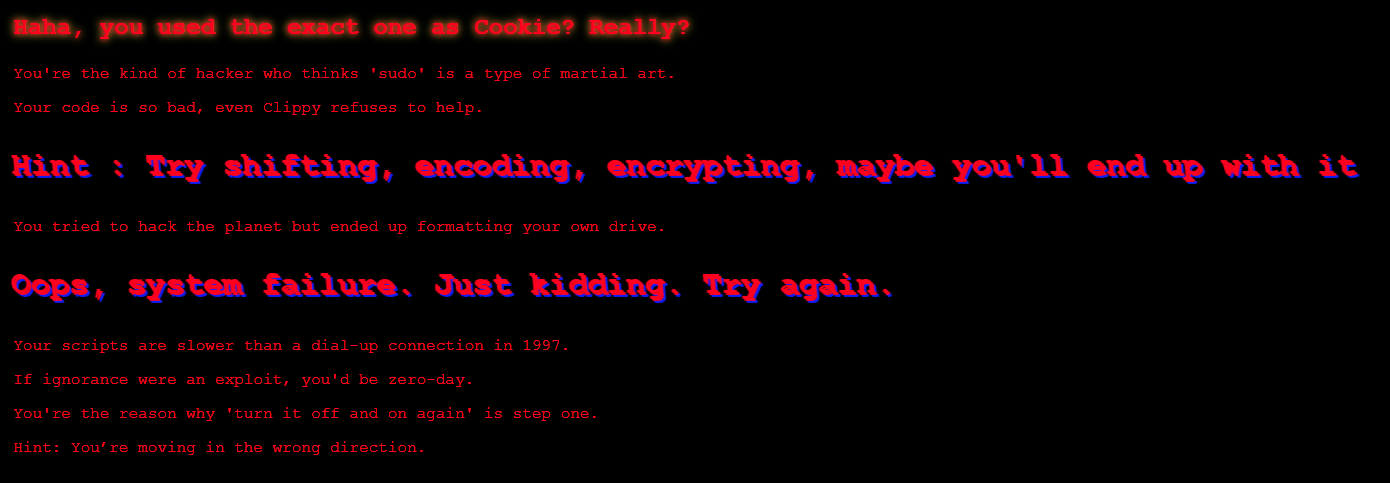 Haha, you used the exact one as Cookie? Really?
You're the kind of hacker who thinks 'sudo' is a type of martial art.
Your code is so bad, even Clippy refuses to help.
Hint : Try shifting, encoding, encrypting, maybe you'll end up with it
You tried to hack the planet but ended up formatting your own drive.
Oops, system failure. Just kidding. Try again.
Your scripts are slower than a dial-up connection in 1997.
If ignorance were an exploit, you'd be zero-day.
You're the reason why 'turn it off and on again' is step one.
Hint: You’re moving in the wrong direction.